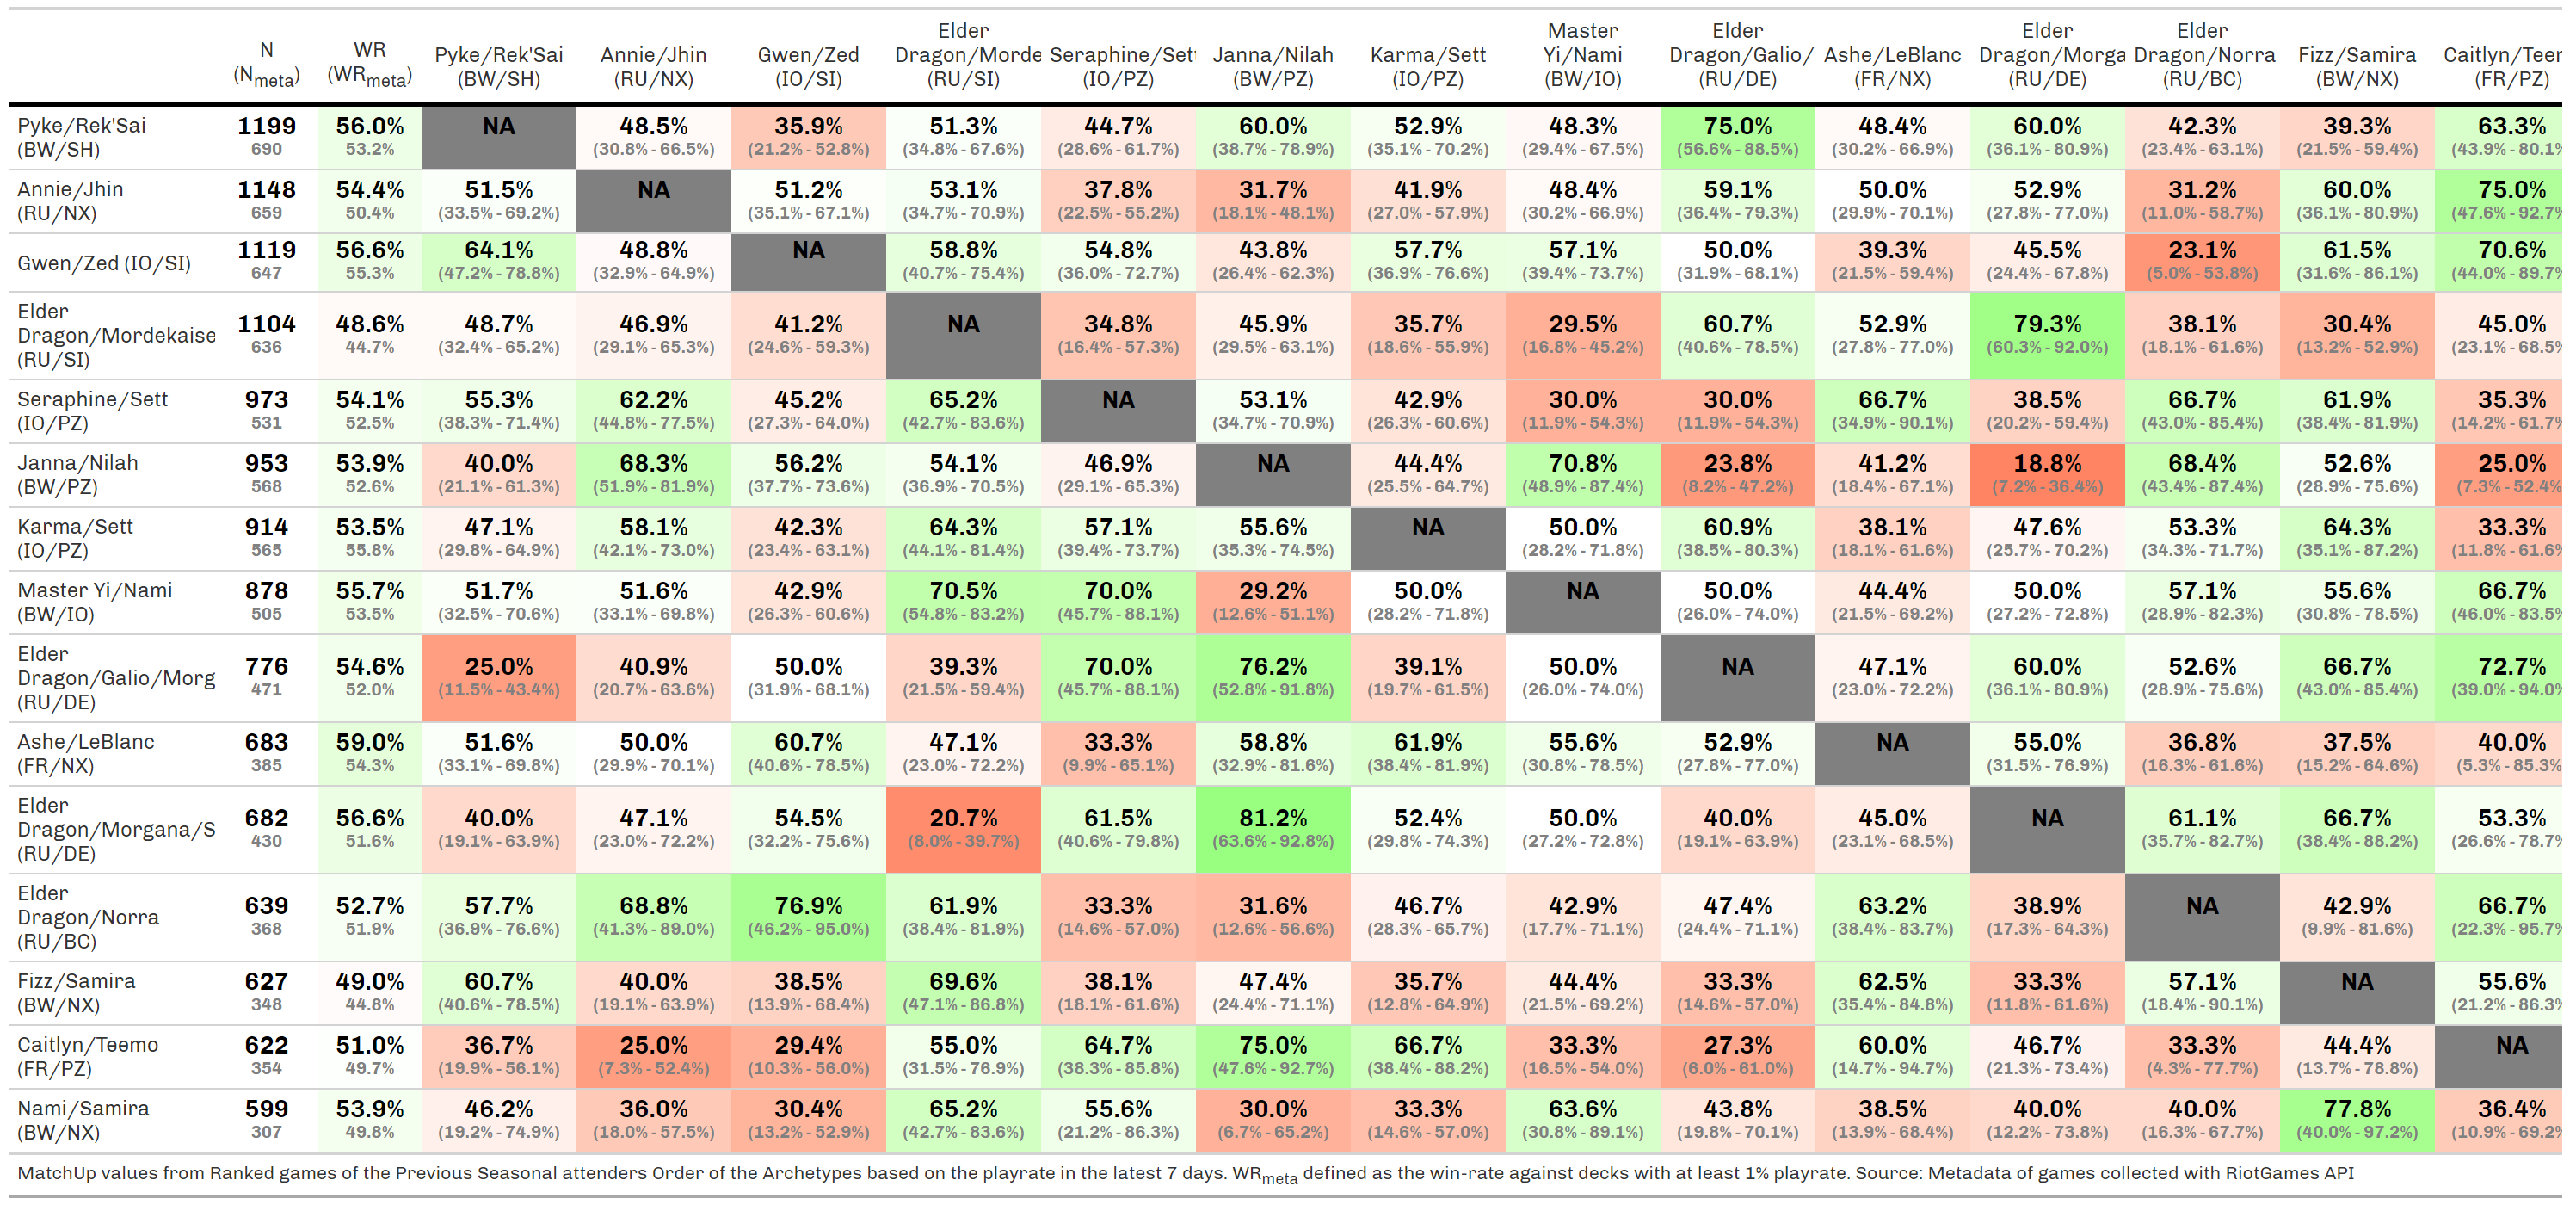 Elder Master Elder Elder Elder
N WR Pyke/Rek'Sai Annie/Jhin Gwen/Zed Dragon/Morde Seraphine/Set Janna/Nilah Karma/Sett Yi/Nami Dragon/Galio/ Ashe/LeBlanc Dragon/Morga Dragon/Norra Fizz/Samira Caitlyn/Tee
(Nmeta) (WRmeta) (BW/SH) (RU/NX) (IO/SI) (RU/SI) (IO/PZ) (BW/PZ) (IO/PZ) (BW/IO) (RU/DE) (FR/NX) (RU/DE) (RU/BC) (BW/NX) (FR/PZ)
Pyke/Rek'Sai 1199 56.0% NA 48.5% 35.9% 51.3% 44.7% 60.0% 52.9% 48.3% 75.0% 48.4% 60.0% 42.3% 39.3% 63.3%
(BW/SH) 690 53.2% (30.8% - 66.5%) (21.2% - 52.8%) (34.8% - 67.6%) (28.6% - 61.7%) (38.7% - 78.9%) (35.1% - 70.2%) (29.4% - 67.5%) (56.6% - 88.5%) (30.2% - 66.9%) (36.1% - 80.9%) (23.4% - 63.1%) (21.5% - 59.4%) (43.9% - 80.1%
Annie/Jhin 1148 54.4% 51.5% NA 51.2% 53.1% 37.8% 31.7% 41.9% 48.4% 59.1% 50.0% 52.9% 31.2% 60.0% 75.0%
(RU/NX) 659 50.4% (33.5% - 69.2%) (35.1% - 67.1%) (34.7% - 70.9%) (22.5% - 55.2%) (18.1% - 48.1%) (27.0% - 57.9%) (30.2% - 66.9%) (36.4% - 79.3%) (29.9% - 70.1%) (27.8% - 77.0%) (11.0% - 58.7%) (36.1% - 80.9%) (47.6% - 92.7%
Gwen/Zed (IO/SI) 1119 56.6% 64.1% 48.8% NA 58.8% 54.8% 43.8% 57.7% 57.1% 50.0% 39.3% 45.5% 23.1% 61.5% 70.6%
647 55.3% (47.2% - 78.8%) (32.9% - 64.9%) (40.7% - 75.4%) (36.0% - 72.7%) (26.4% - 62.3%) (36.9% - 76.6%) (39.4% - 73.7%) (31.9% - 68.1%) (21.5% - 59.4%) (24.4% - 67.8%) (5.0% - 53.8%) (31.6% - 86.1%) (44.0% - 89.7%
Elder
Dragon/Mordekaise 1104 48.6% 48.7% 46.9% 41.2% NA 34.8% 45.9% 35.7% 29.5% 60.7% 52.9% 79.3% 38.1% 30.4% 45.0%
(RU/SI) 636 44.7% (32.4% - 65.2%) (29.1% - 65.3%) (24.6% - 59.3%) (16.4% - 57.3%) (29.5% - 63.1%) (18.6% - 55.9%) (16.8% - 45.2%) (40.6% - 78.5%) (27.8% - 77.0%) (60.3% - 92.0%) (18.1% - 61.6%) (13.2% - 52.9%) (23.1% - 68.5%
Seraphine/Sett 973 54.1% 55.3% 62.2% 45.2% 65.2% NA 53.1% 42.9% 30.0% 30.0% 66.7% 38.5% 66.7% 61.9% 35.3%
(IO/PZ) 531 52.5% (38.3% - 71.4%) (44.8% - 77.5%) (27.3% - 64.0%) (42.7% - 83.6%) (34.7% - 70.9%) (26.3% - 60.6%) (11.9% - 54.3%) (11.9% - 54.3%) (34.9% - 90.1%) (20.2% - 59.4%) (43.0% - 85.4%) (38.4% - 81.9%) (14.2% - 61.7%
Janna/Nilah 953 53.9% 40.0% 68.3% 56.2% 54.1% 46.9% NA 44.4% 70.8% 23.8% 41.2% 18.8% 68.4% 52.6% 25.0%
(BW/PZ) 568 52.6% (21.1% - 61.3%) (51.9% - 81.9%) (37.7% - 73.6%) (36.9% - 70.5%) (29.1% - 65.3%) (25.5% - 64.7%) (48.9% - 87.4%) (8.2% - 47.2%) (18.4% - 67.1%) (7.2% - 36.4%) (43.4% - 87.4%) (28.9% - 75.6%) (7.3% - 52.4%
Karma/Sett 914 53.5% 47.1% 58.1% 42.3% 64.3% 57.1% 55.6% NA 50.0% 60.9% 38.1% 47.6% 53.3% 64.3% 33.3%
(IO/PZ) 565 55.8% (29.8% - 64.9%) (42.1% - 73.0%) (23.4% - 63.1%) (44.1% - 81.4%) (39.4% - 73.7%) (35.3% - 74.5%) (28.2% - 71.8%) (38.5% - 80.3%) (18.1% - 61.6%) (25.7% - 70.2%) (34.3% - 71.7%) (35.1% - 87.2%) (11.8% - 61.6%
Master Yi/Nami 878 55.7% 51.7% 51.6% 42.9% 70.5% 70.0% 29.2% 50.0% NA 50.0% 44.4% 50.0% 57.1% 55.6% 66.7%
(BW/IO) 505 53.5% (32.5% - 70.6%) (33.1% - 69.8%) (26.3% - 60.6%) (54.8% - 83.2%) (45.7% - 88.1%) (12.6% - 51.1%) (28.2% - 71.8%) (26.0% - 74.0%) (21.5% - 69.2%) (27.2% - 72.8%) (28.9% - 82.3%) (30.8% - 78.5%) (46.0% - 83.5%
Elder
Dragon/Galio/Morg 776 54.6% 25.0% 40.9% 50.0% 39.3% 70.0% 76.2% 39.1% 50.0% NA 47.1% 60.0% 52.6% 66.7% 72.7%
(RU/DE) 471 52.0% (11.5% - 43.4%) (20.7% - 63.6%) (31.9% - 68.1%) (21.5% - 59.4%) (45.7% - 88.1%) (52.8% - 91.8%) (19.7% - 61.5%) (26.0% - 74.0%) (23.0% - 72.2%) (36.1% - 80.9%) (28.9% - 75.6%) (43.0% - 85.4%) (39.0% - 94.0%
Ashe/LeBlanc 683 59.0% 51.6% 50.0% 60.7% 47.1% 33.3% 58.8% 61.9% 55.6% 52.9% NA 55.0% 36.8% 37.5% 40.0%
(FR/NX) 385 54.3% (33.1% - 69.8%) (29.9% - 70.1%) (40.6% - 78.5%) (23.0% - 72.2%) (9.9% - 65.1%) (32.9% - 81.6%) (38.4% - 81.9%) (30.8% - 78.5%) (27.8% - 77.0%) (31.5% - 76.9%) (16.3% - 61.6%) (15.2% - 64.6%) (5.3% - 85.3%
Elder
Dragon/Morgana/S 682 56.6% 40.0% 47.1% 54.5% 20.7% 61.5% 81.2% 52.4% 50.0% 40.0% 45.0% NA 61.1% 66.7% 53.3%
(RU/DE) 430 51.6% (19.1% - 63.9%) (23.0% - 72.2%) (32.2% - 75.6%) (8.0% - 39.7%) (40.6% - 79.8%) (63.6% - 92.8%) (29.8% - 74.3%) (27.2% - 72.8%) (19.1% - 63.9%) (23.1% - 68.5%) (35.7% - 82.7%) (38.4% - 88.2%) (26.6% - 78.7%
Elder
Dragon/Norra 639 52.7% 57.7% 68.8% 76.9% 61.9% 33.3% 31.6% 46.7% 42.9% 47.4% 63.2% 38.9% NA 42.9% 66.7%
(RU/BC) 368 51.9% (36.9% - 76.6%) (41.3% - 89.0%) (46.2% - 95.0%) (38.4% - 81.9%) (14.6% - 57.0%) (12.6% - 56.6%) (28.3% - 65.7%) (17.7% - 71.1%) (24.4% - 71.1%) (38.4% - 83.7%) (17.3% - 64.3%) (9.9% - 81.6%) (22.3% - 95.7%
Fizz/Samira 627 49.0% 60.7% 40.0% 38.5% 69.6% 38.1% 47.4% 35.7% 44.4% 33.3% 62.5% 33.3% 57.1% NA 55.6%
(BW/NX) 348 44.8% (40.6% - 78.5%) (19.1% - 63.9%) (13.9% - 68.4%) (47.1% - 86.8%) (18.1% - 61.6%) (24.4% - 71.1%) (12.8% - 64.9%) (21.5% - 69.2%) (14.6% - 57.0%) (35.4% - 84.8%) (11.8% - 61.6%) (18.4% - 90.1%) (21.2% - 86.3%
Caitlyn/Teemo 622 51.0% 36.7% 25.0% 29.4% 55.0% 64.7% 75.0% 66.7% 33.3% 27.3% 60.0% 46.7% 33.3% 44.4% NA
(FR/PZ) 354 49.7% (19.9% - 56.1%) (7.3% - 52.4%) (10.3% - 56.0%) (31.5% - 76.9%) (38.3% - 85.8%) (47.6% - 92.7%) (38.4% - 88.2%) (16.5% - 54.0%) (6.0% - 61.0%) (14.7% - 94.7%) (21.3% - 73.4%) (4.3% - 77.7%) (13.7% - 78.8%)
Nami/Samira 599 53.9% 46.2% 36.0% 30.4% 65.2% 55.6% 30.0% 33.3% 63.6% 43.8% 38.5% 40.0% 40.0% 77.8% 36.4%
(BW/NX) 307 49.8% (19.2% - 74.9%) (18.0% - 57.5%) (13.2% - 52.9%) (42.7% - 83.6%) (21.2% - 86.3%) (6.7% - 65.2%) (14.6% - 57.0%) (30.8% - 89.1%) (19.8% - 70.1%) (13.9% - 68.4%) (12.2% - 73.8%) (16.3% - 67.7%) (40.0% - 97.2%) (10.9% - 69.2%
MatchUp values from Ranked games of the Previous Seasonal attenders Order of the Archetypes based on the playrate in the latest 7 days. WRmeta defined as the win-rate against decks with at least 1% playrate. Source: Metadata of games collected with RiotGames API